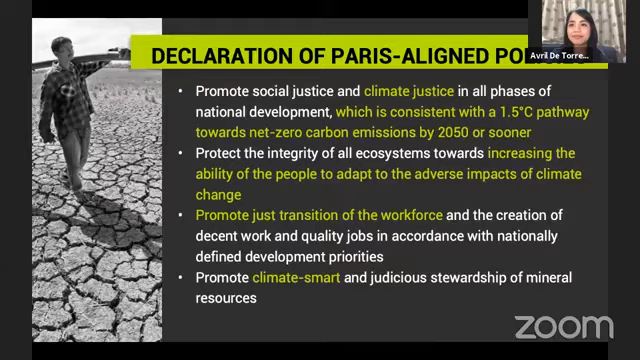 DECLARATION OF PARIS-ALIGNED
Avril De Torre...
• Promote social justice and climate justice in all phases of
national development, which is consistent with a 1.5°C pathway
towards net-zero carbon emissions by 2050 or sooner
• Protect the integrity of all ecosystems towards increasing the
ability of the people to adapt to the adverse impacts of climate
change
• Promote just transition of the workforce and the creation of
decent work and quality jobs in accordance with nationally
defined development priorities
• Promote climate-smart and judicious stewardship of mineral
resources
zoom